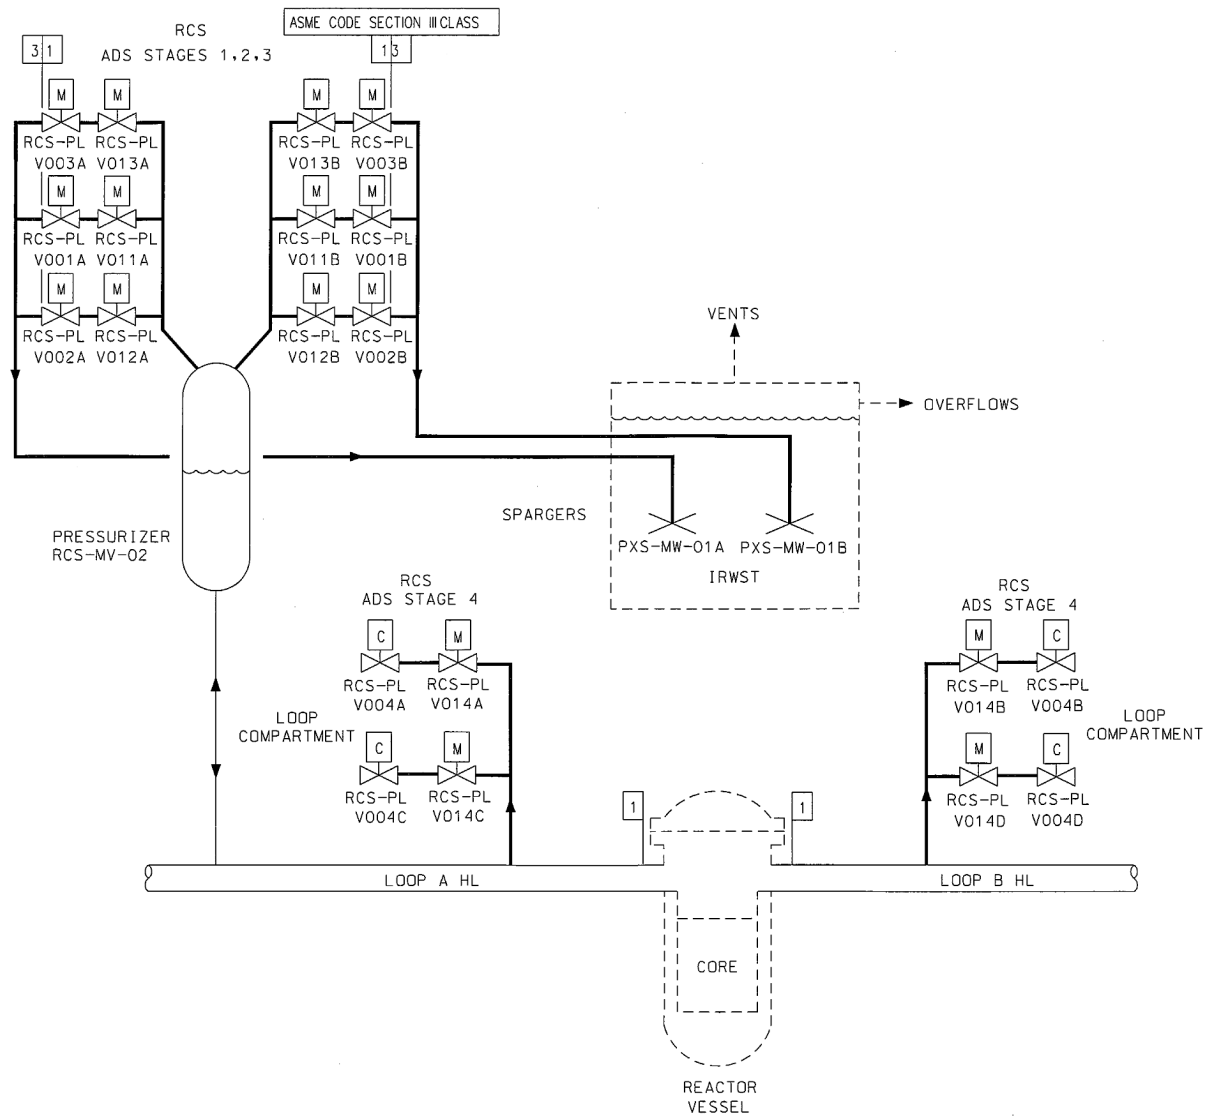 RCS
ADS STAGES 1,2,3
ASME CODE SECTION III CLASS
3 1
1 3
M M M M
RCS-PL RCS-PL RCS-PL RCS-PL
V003A V013A V013B V003B
M M M M
RCS-PL RCS-PL RCS-PL RCS-PL
V001A V011A V011B V001B
M M M M
RCS-PL RCS-PL RCS-PL RCS-PL
V002A V012A V012B V002B
VENTS
OVERFLOWS
SPARGERS
PXS-MW-01A PXS-MW-01B
IRWST
PRESSURIZER
RCS-MV-02
RCS
ADS STAGE 4
C M
RCS-PL RCS-PL
V004A V014A
LOOP
COMPARTMENT
C M
RCS-PL RCS-PL
V004C V014C
RCS
ADS STAGE 4
M C
RCS-PL RCS-PL
V014B V004B
LOOP
COMPARTMENT
M C
RCS-PL RCS-PL
V014D V004D
1
1
LOOP A HL
LOOP B HL
CORE
REACTOR
VESSEL